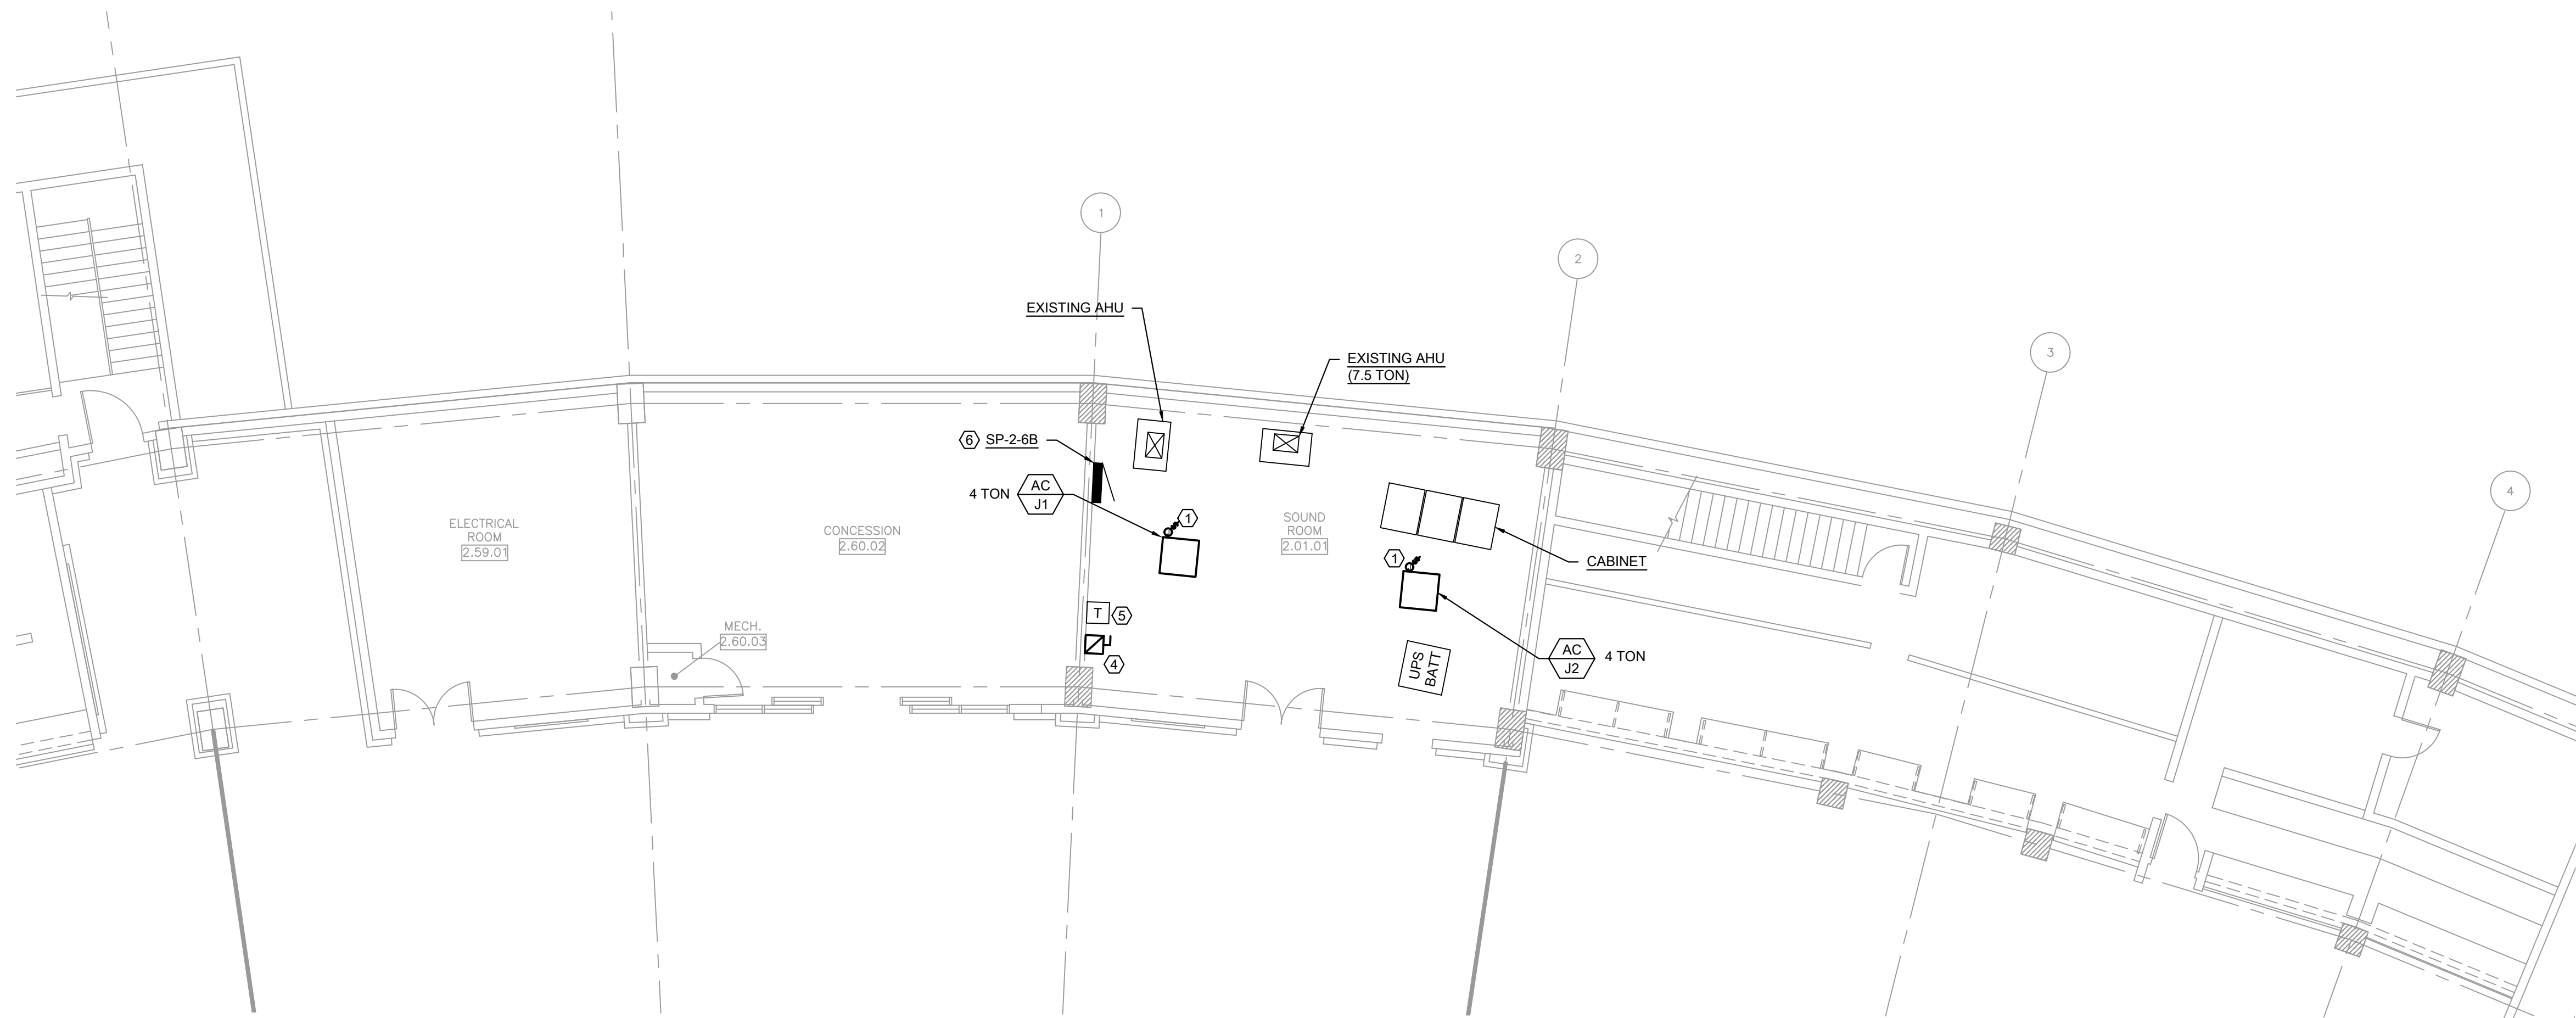 1
2
3
4
EXISTING AHU
EXISTING AHU
(7.5 TON)
6 SP-2-6B
4 TON AC
J1
1
ELECTRICAL
ROOM
2.59.01
CONCESSION
2.60.02
SOUND
ROOM
2.01.01
1
CABINET
T 5
4
MECH.
2.60.03
UPS
BATT
AC
J2
4 TON